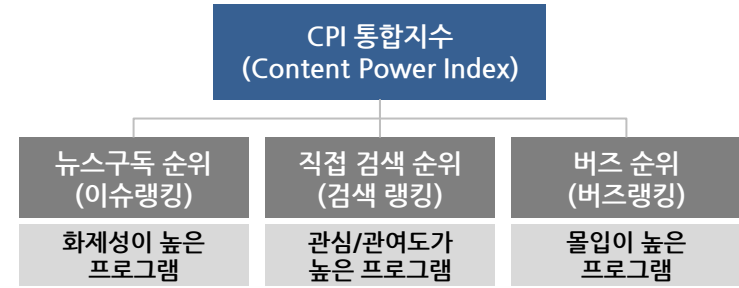 CPI 통합지수
(Content Power Index)
뉴스구독 순위
(이슈랭킹)
직접 검색 순위
(검색 랭킹)
버즈 순위
(버즈랭킹)
화제성이 높은
프로그램
관심/관여도가
높은 프로그램
몰입이 높은
프로그램